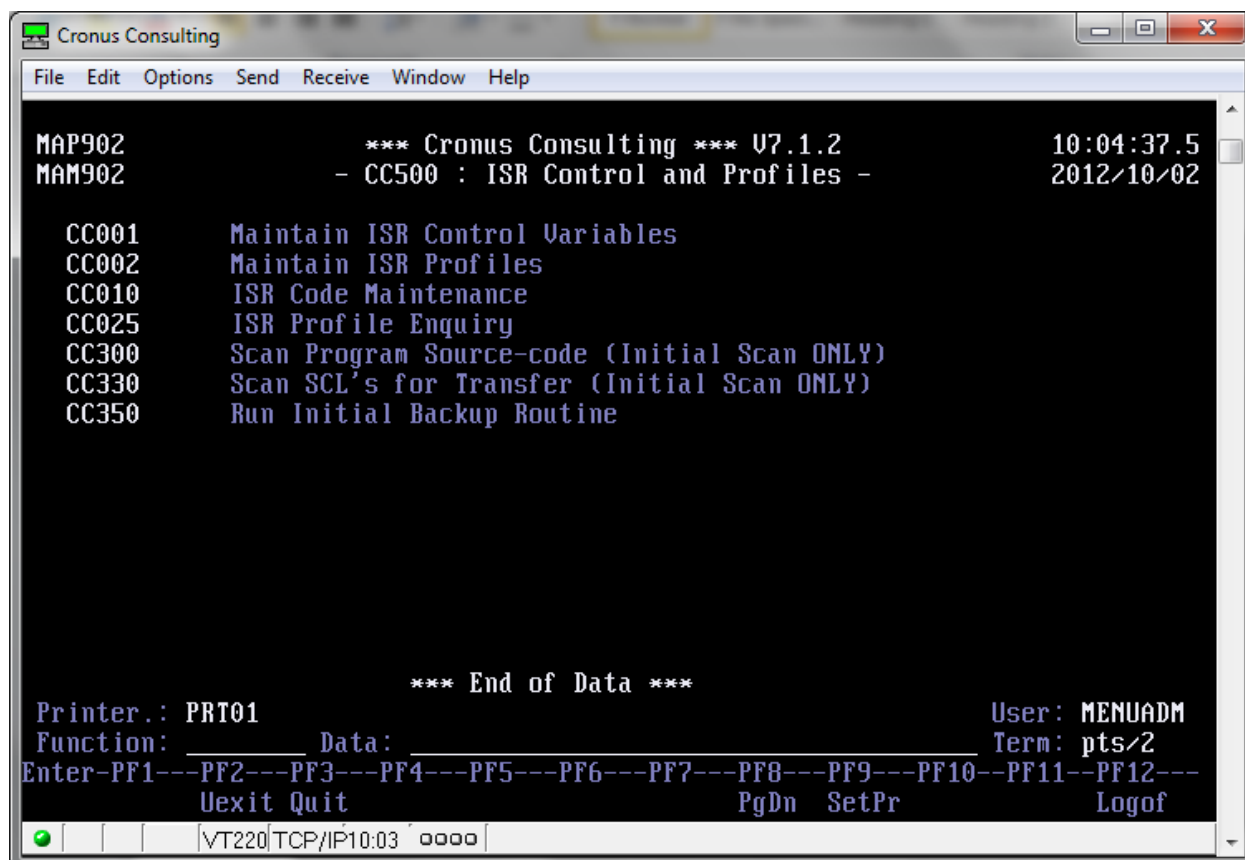 Cronus Consulting
File Edit Options Send Receive Window Help
MAP902 *** Cronus Consulting *** V7.1.2 10:04:37.5
MAM902 - CC500 : ISR Control and Profiles - 2012/10/02
CC001 Maintain ISR Control Variables
CC002 Maintain ISR Profiles
CC010 ISR Code Maintenance
CC025 ISR Profile Enquiry
CC300 Scan Program Source-code (Initial Scan ONLY)
CC330 Scan SCL's for Transfer (Initial Scan ONLY)
CC350 Run Initial Backup Routine
*** End of Data ***
Printer.: PRT01 User: MENUADM
Function: _______ Data: ___________________________ Term: pts/2
Enter-PF1---PF2---PF3---PF4---PF5---PF6---PF7---PF8---PF9---PF10--PF11--PF12---
Uexit Quit PgDn SetPr Logof
VT220 TCP/IP 10:03